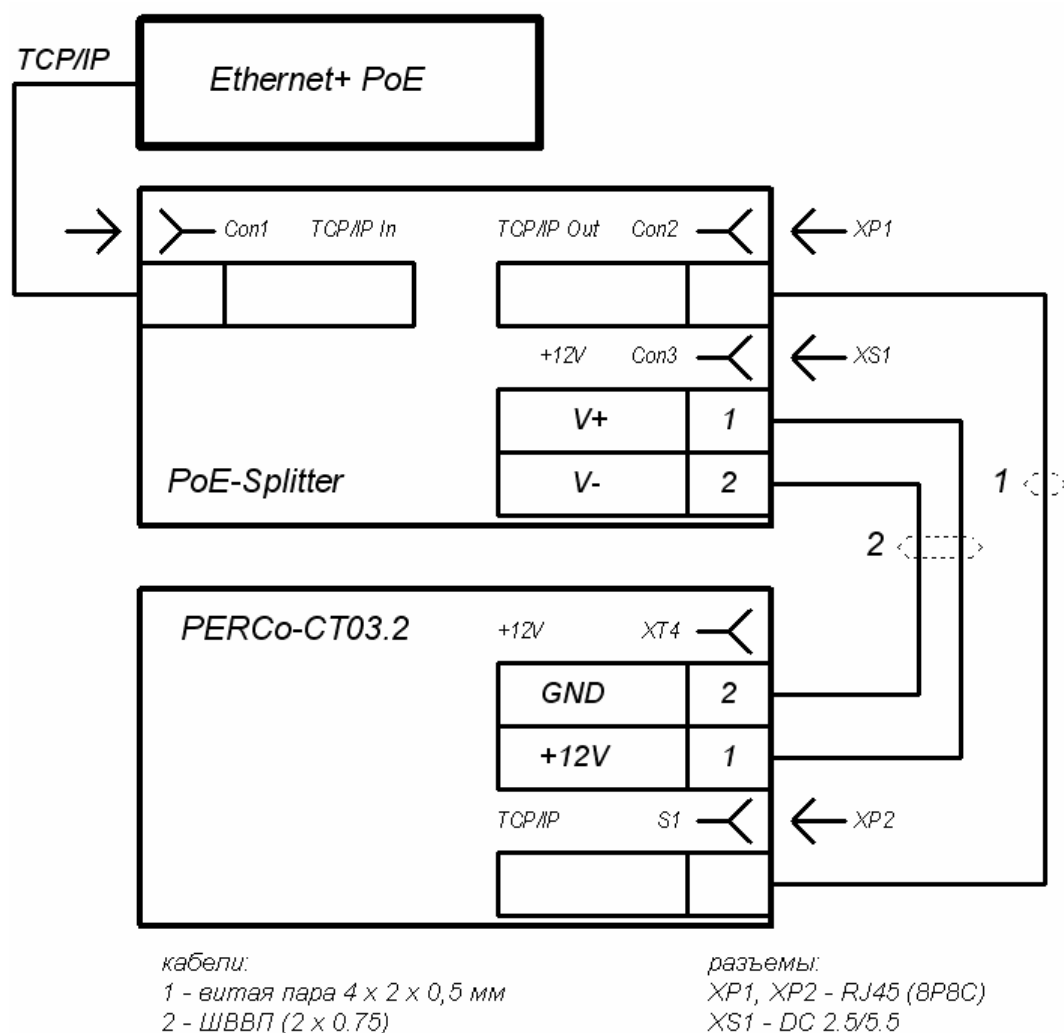 TCP/IP
Ethernet+ PoE
Con1 TCP/IP In TCP/IP Out Con2 XP1
+12V Con3 XS1
V+ 1
PoE-Splitter V- 2 1
2
PERCo-CT03.2 +12V XT4
GND 2
+12V 1
TCP/IP S1 XP2
кабели: разъемы:
1 - витая пара 4 x 2 x 0,5 мм XP1, XP2 - RJ45 (8P8C)
2 - ШВВП (2 x 0.75) XS1 - DC 2.5/5.5